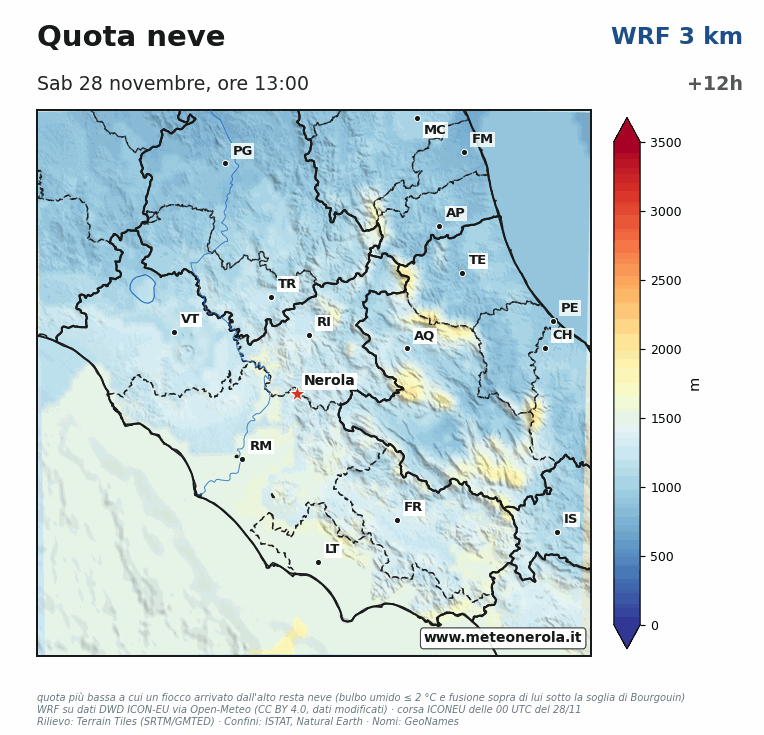 Quota neve
WRF 3 km
Sab 28 novembre, ore 13:00
+12h
MC
FM
PG
AP
TE
TR
PE
VT
RI
AQ
CH
Nerola
RM
FR
IS
LT
www.meteonerola.it
3500
3000
2500
2000
1500
1000
500
0
m
quota più bassa a cui un fiocco arrivato dall'alto resta neve (bulbo umido ≤ 2 °C e fusione sopra di lui sotto la soglia di Bourgouin)
WRF su dati DWD ICON-EU via Open-Meteo (CC BY 4.0, dati modificati) · corsa ICONEU delle 00 UTC del 28/11
Rilievo: Terrain Tiles (SRTM/GMTED) · Confini: ISTAT, Natural Earth · Nomi: GeoNames